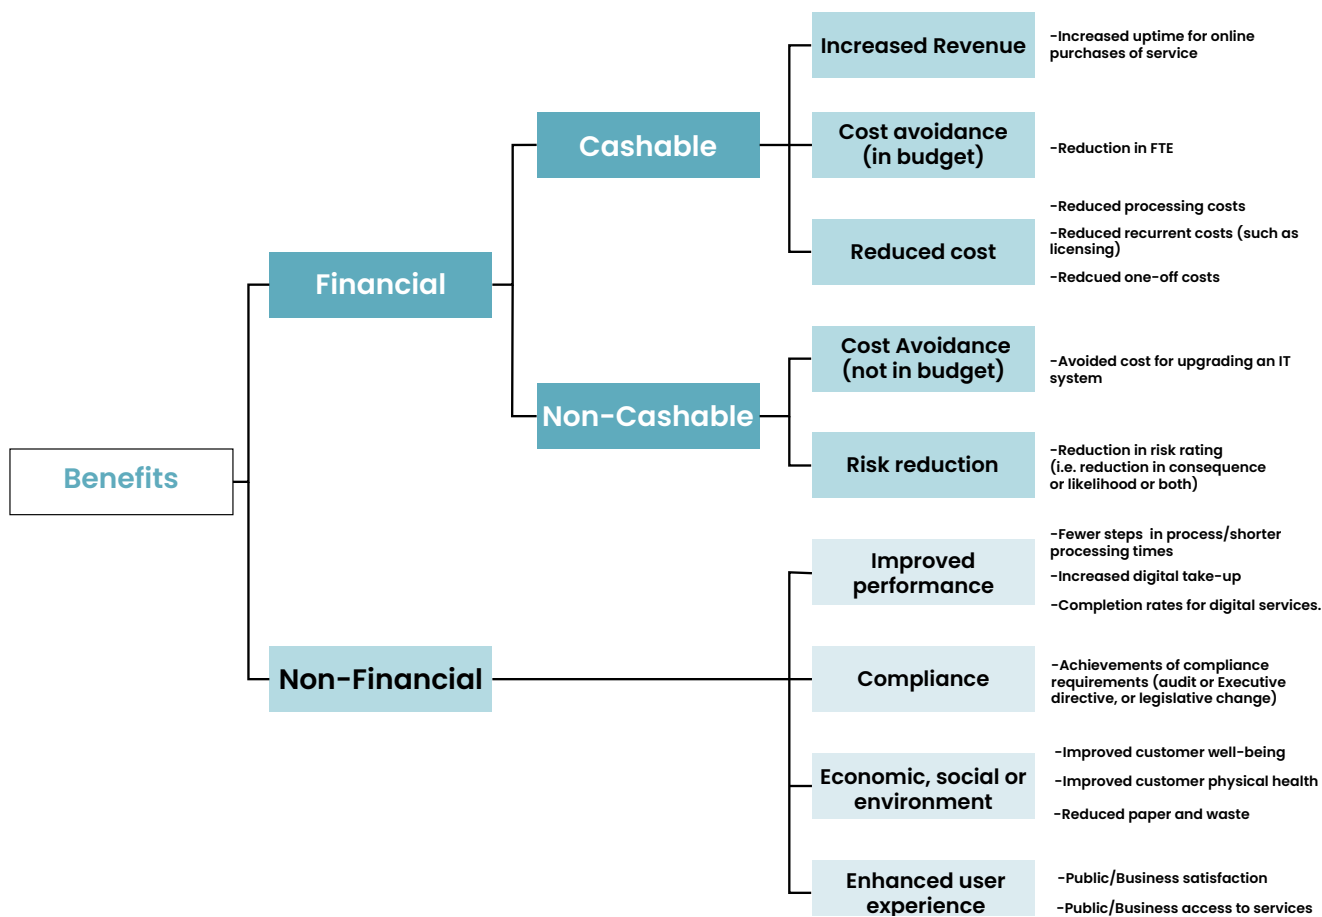 Benefits
Financial
Cashable
Increased Revenue
-Increased uptime for online
purchases of service
Cost avoidance
(in budget)
-Reduction in FTE
Reduced cost
-Reduced processing costs
-Reduced recurrent costs (such as
licensing)
-Redcued one-off costs
Non-Cashable
Cost Avoidance
(not in budget)
-Avoided cost for upgrading an IT
system
Risk reduction
-Reduction in risk rating
(i.e. reduction in consequence
or likelihood or both)
Non-Financial
Improved
performance
-Fewer steps in process/shorter
processing times
-Increased digital take-up
-Completion rates for digital services.
Compliance
-Achievements of compliance
requirements (audit or Executive
directive, or legislative change)
Economic, social or
environment
-Improved customer well-being
-Improved customer physical health
-Reduced paper and waste
Enhanced user
experience
-Public/Business satisfaction
-Public/Business access to services